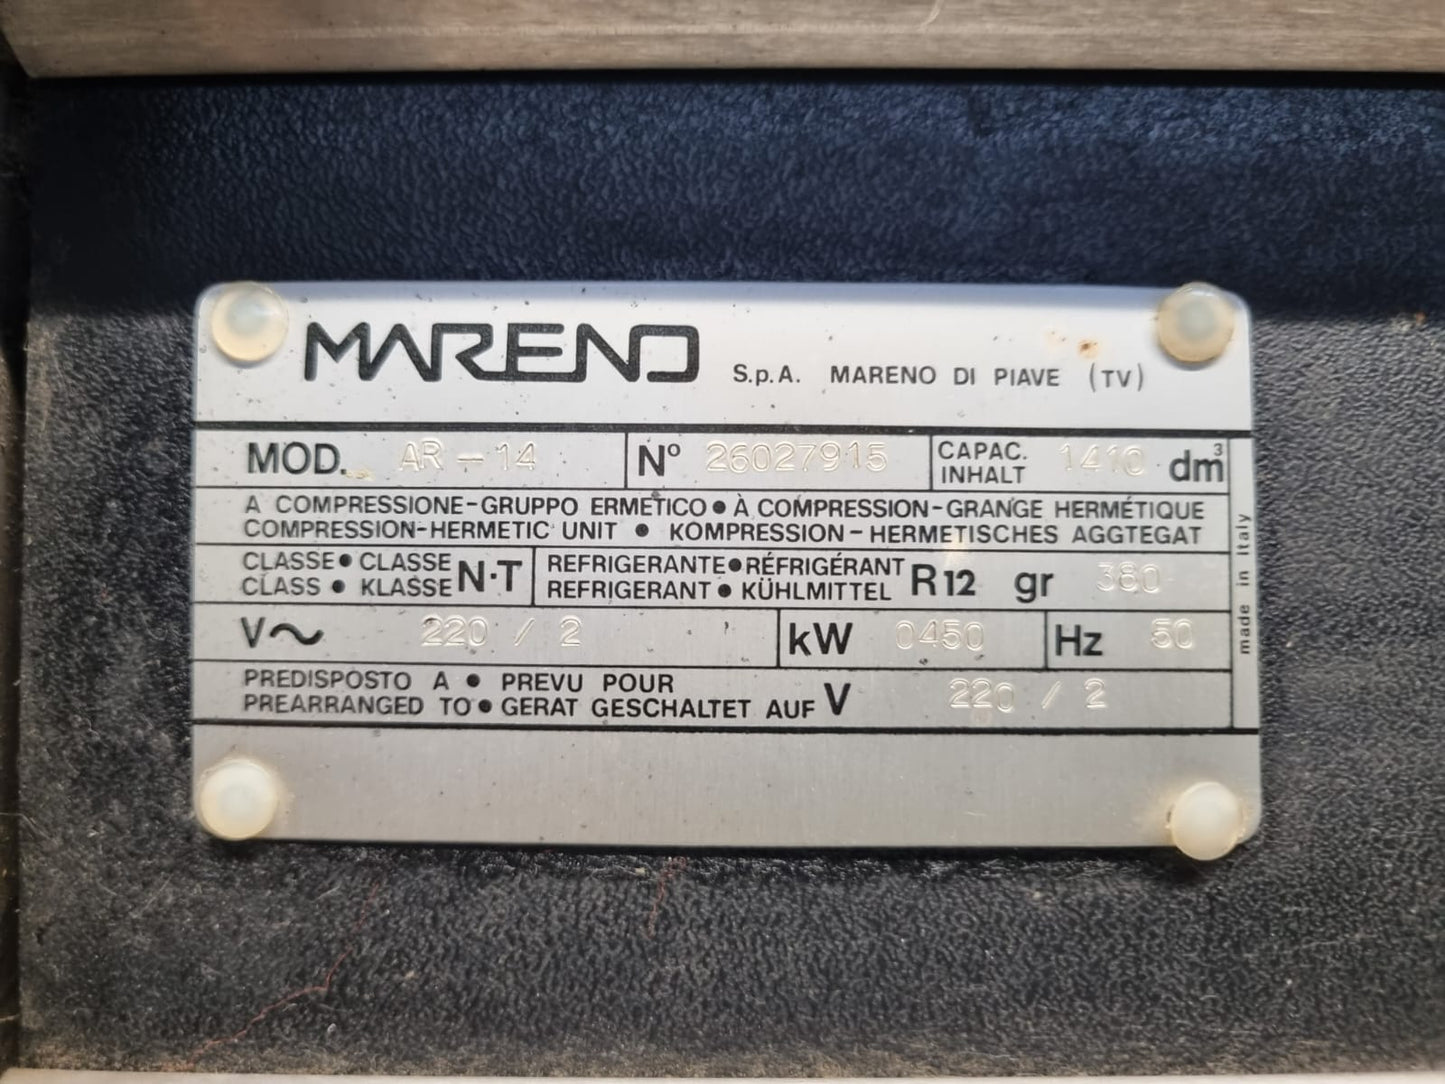 MARENO S.p.A. MARENO DI PIAVE (TV)
MOD. AR-14 Nº 26027915 CAPAC. INHALT 1410 dm³
A COMPRESSIONE-GRUPPO ERMETICO • À COMPRESSION-GRANGE HERMÉTIQUE
COMPRESSION-HERMETIC UNIT • KOMPRESSION-HERMETISCHES AGGTEGAT
CLASSE • CLASSE
CLASS • KLASSE N·T
REFRIGERANTE • RÉFRIGÉRANT
REFRIGERANT • KÜHLMITTEL R12 gr 380
V~ 220 / 2 kW 0450 Hz 50
PREDISPOSTO A • PREVU POUR
PREARRANGED TO • GERAT GESCHALTET AUF V 220 / 2
made in Italy